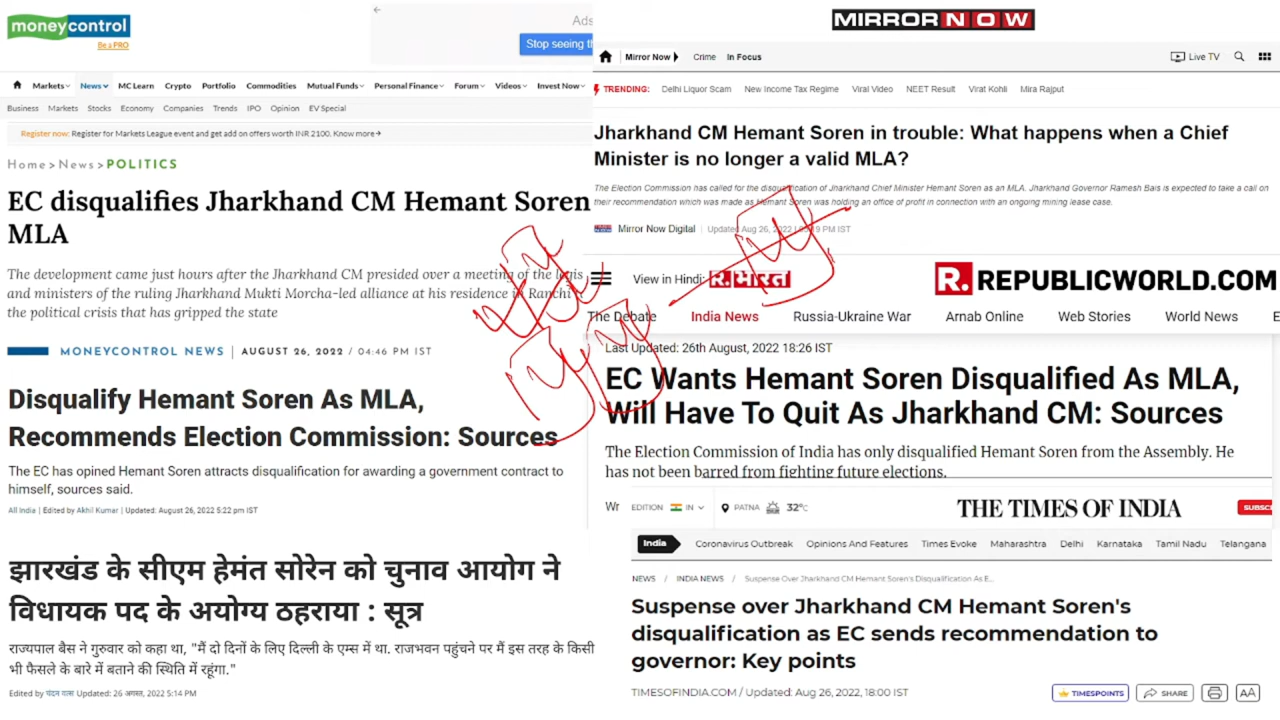 moneycontrol
Be a PRO
Ads
Stop seeing th
Markets News MC Learn Crypto Portfolio Commodities Mutual Funds Personal Finance Forum Videos Invest Now
Business Markets Stocks Economy Companies Trends IPO Opinion EV Special
Register now: Register for Markets League event and get add on offers worth INR 2100. Know more
Home > News > POLITICS
EC disqualifies Jharkhand CM Hemant Soren
MLA
The development came just hours after the Jharkhand CM presided over a meeting of the legis
and ministers of the ruling Jharkhand Mukti Morcha-led alliance at his residence in Ranchi
the political crisis that has gripped the state
MONEYCONTROL NEWS | AUGUST 26, 2022 / 04:46 PM IST
Disqualify Hemant Soren As MLA,
Recommends Election Commission: Sources
The EC has opined Hemant Soren attracts disqualification for awarding a government contract to
himself, sources said.
All India | Edited by Akhil Kumar | Updated: August 26, 2022 5:22 pm IST
झारखंड के सीएम हेमंत सोरेन को चुनाव आयोग ने
विधायक पद के अयोग्य ठहराया : सूत्र
राज्यपाल बैस ने गुरुवार को कहा था, "मैं दो दिनों के लिए दिल्ली के एम्स में था. राजभवन पहुंचने पर मैं इस तरह के किसी
भी फैसले के बारे में बताने की स्थिति में रहूंगा."
Edited by चंदन वत्स Updated: 26 अगस्त, 2022 5:14 PM
MIRROR NOW
Mirror Now Crime In Focus Live TV
TRENDING: Delhi Liquor Scam New Income Tax Regime Viral Video NEET Result Virat Kohli Mira Rajput
Jharkhand CM Hemant Soren in trouble: What happens when a Chief
Minister is no longer a valid MLA?
The Election Commission has called for the disqualification of Jharkhand Chief Minister Hemant Soren as an MLA. Jharkhand Governor Ramesh Bais is expected to take a call on
their recommendation which was made as Hemant Soren was holding an office of profit in connection with an ongoing mining lease case.
Mirror Now Digital | Updated Aug 26, 2022 | PM IST
View in Hindi: R. भारत R. REPUBLICWORLD.COM
The Debate India News Russia-Ukraine War Arnab Online Web Stories World News E
Last Updated: 26th August, 2022 18:26 IST
EC Wants Hemant Soren Disqualified As MLA,
Will Have To Quit As Jharkhand CM: Sources
The Election Commission of India has only disqualified Hemant Soren from the Assembly. He
has not been barred from fighting future elections.
Wr EDITION IN PATNA 32°C THE TIMES OF INDIA SUBSC
India Coronavirus Outbreak Opinions And Features Times Evoke Maharashtra Delhi Karnataka Tamil Nadu Telangana
NEWS / INDIA NEWS / Suspense Over Jharkhand CM Hemant Soren's Disqualification As E...
Suspense over Jharkhand CM Hemant Soren's
disqualification as EC sends recommendation to
governor: Key points
TIMESOFINDIA.COM / Updated: Aug 26, 2022, 18:00 IST TIMESPOINTS SHARE AA